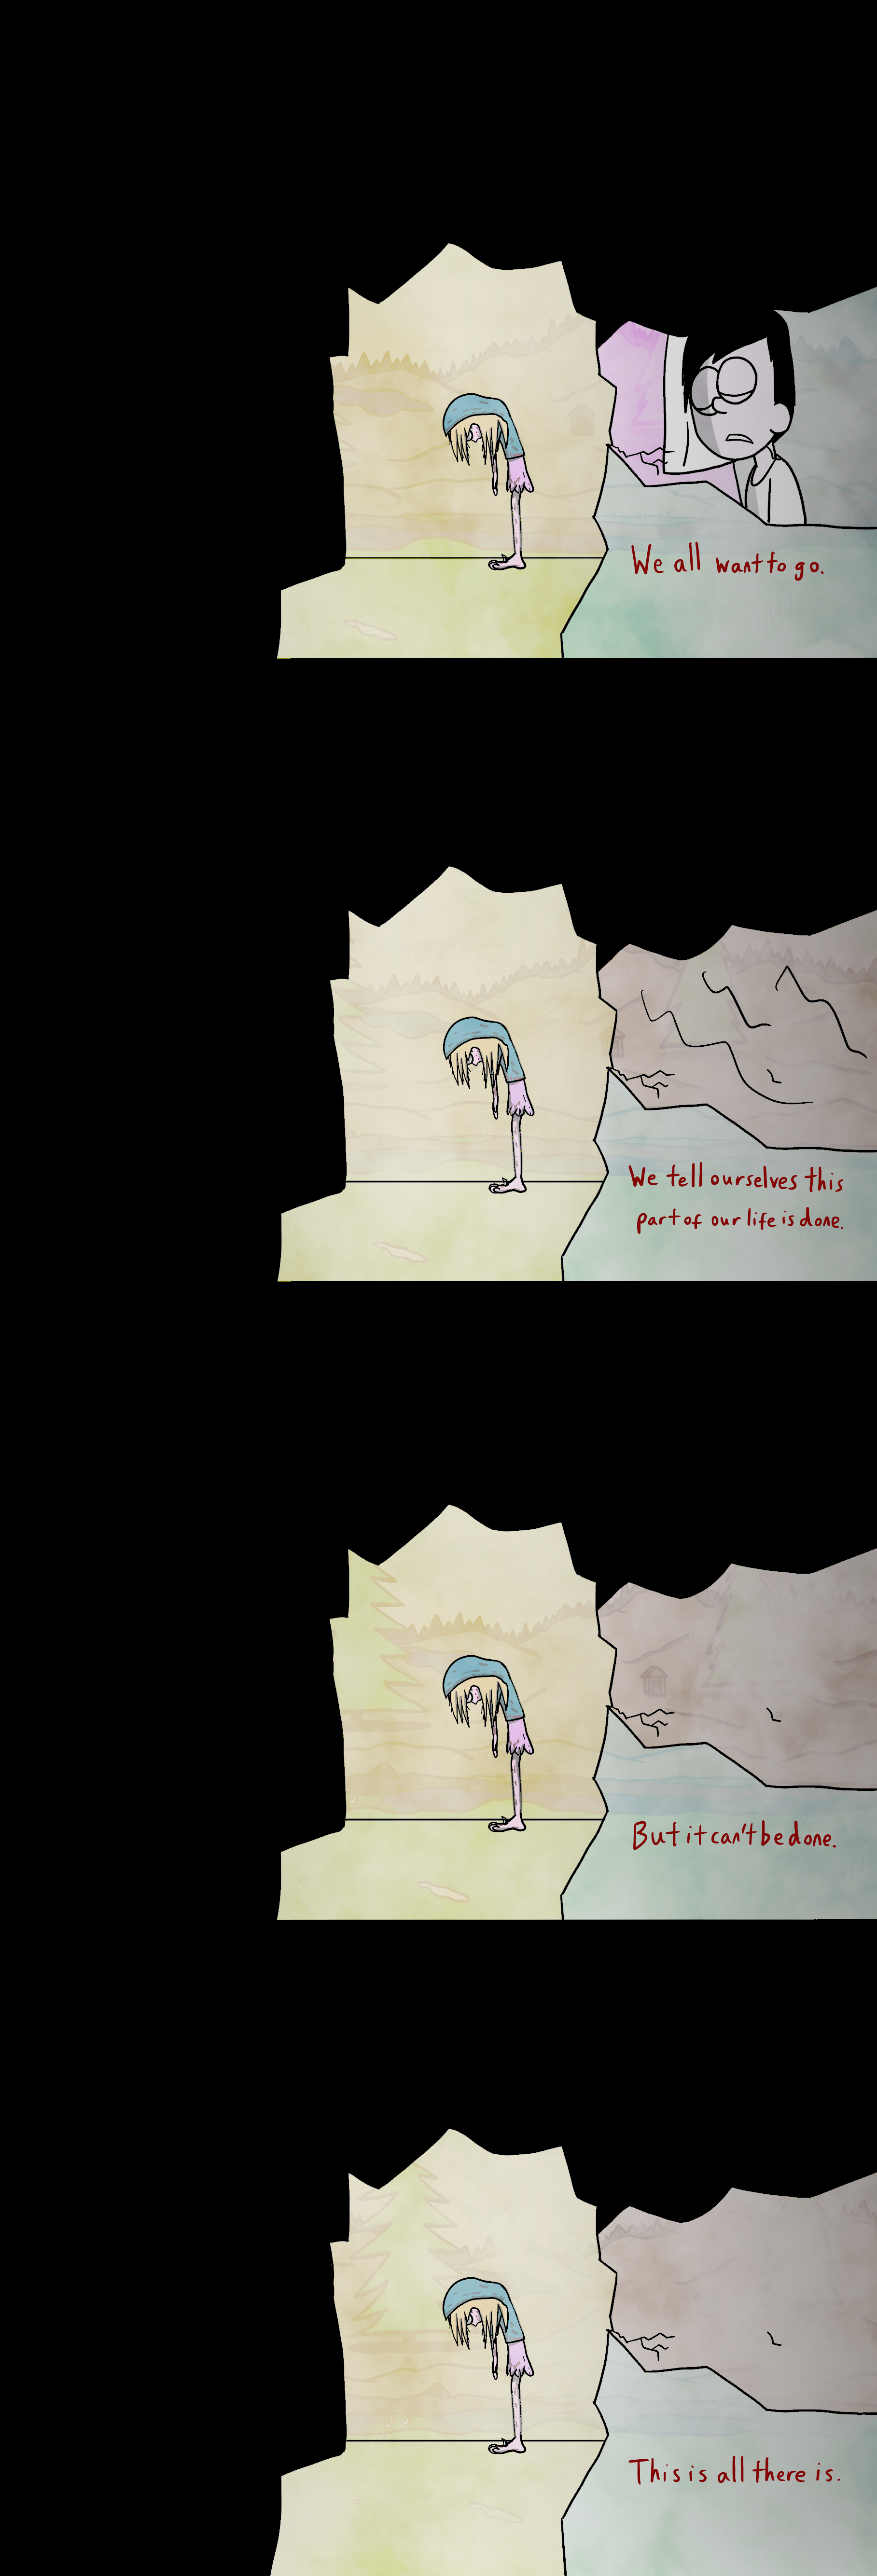 We all want to go.
We tell ourselves this
part of our life is done.
But it can't be done.
This is all there is.